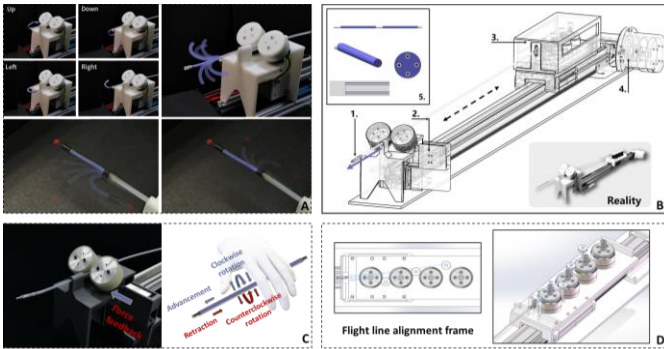 Up
Down
Left
Right
A
1.
2.
3.
4.
5.
Reality
B
Force
feedback
Advancement
Clockwise
rotation
Retraction
Counterclockwise
rotation
C
Flight line alignment frame
D